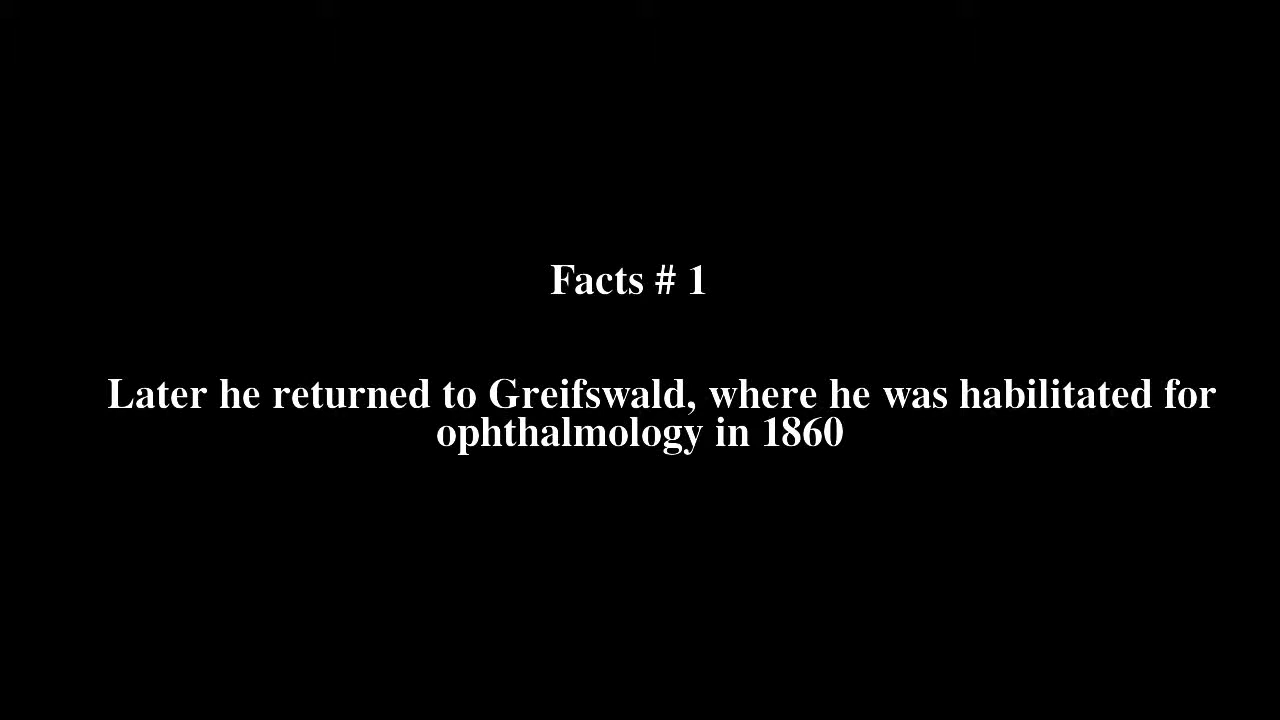 Facts # 1
Later he returned to Greifswald, where he was habilitated for
ophthalmology in 1860